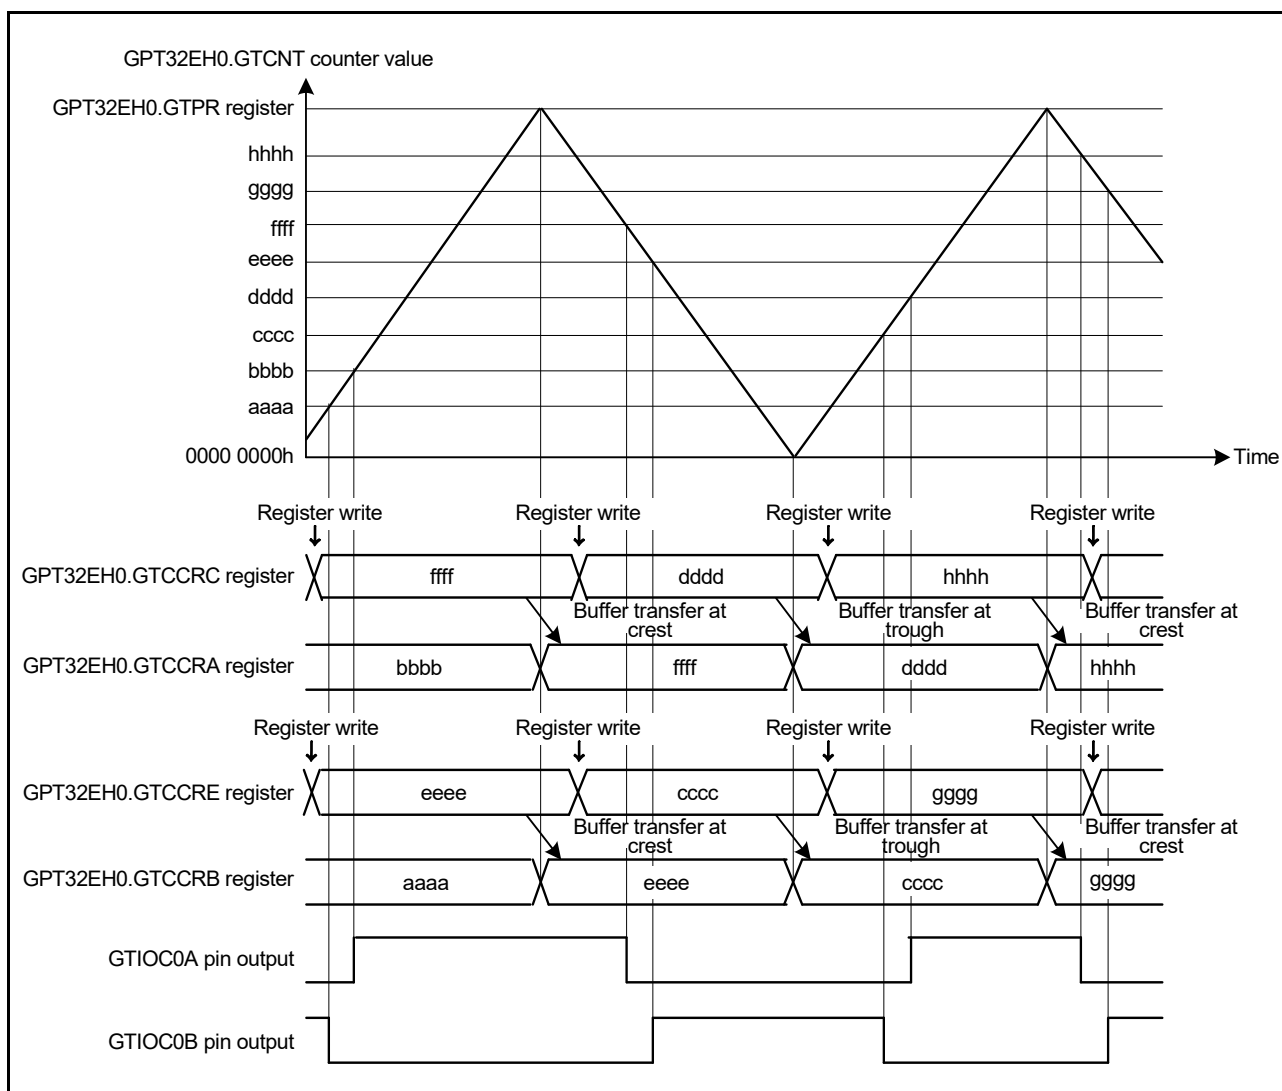 GPT32EH0.GTCNT counter value
GPT32EH0.GTPR register
hhhh
gggg
ffff
eeee
dddd
cccc
bbbb
aaaa
0000 0000h
Time
Register write Register write Register write Register write
GPT32EH0.GTCCRC register ffff dddd hhhh
Buffer transfer at Buffer transfer at Buffer transfer at
crest trough crest
GPT32EH0.GTCCRA register bbbb ffff dddd hhhh
Register write Register write Register write Register write
GPT32EH0.GTCCRE register eeee cccc gggg
Buffer transfer at Buffer transfer at Buffer transfer at
crest trough crest
GPT32EH0.GTCCRB register aaaa eeee cccc gggg
GTIOC0A pin output
GTIOC0B pin output